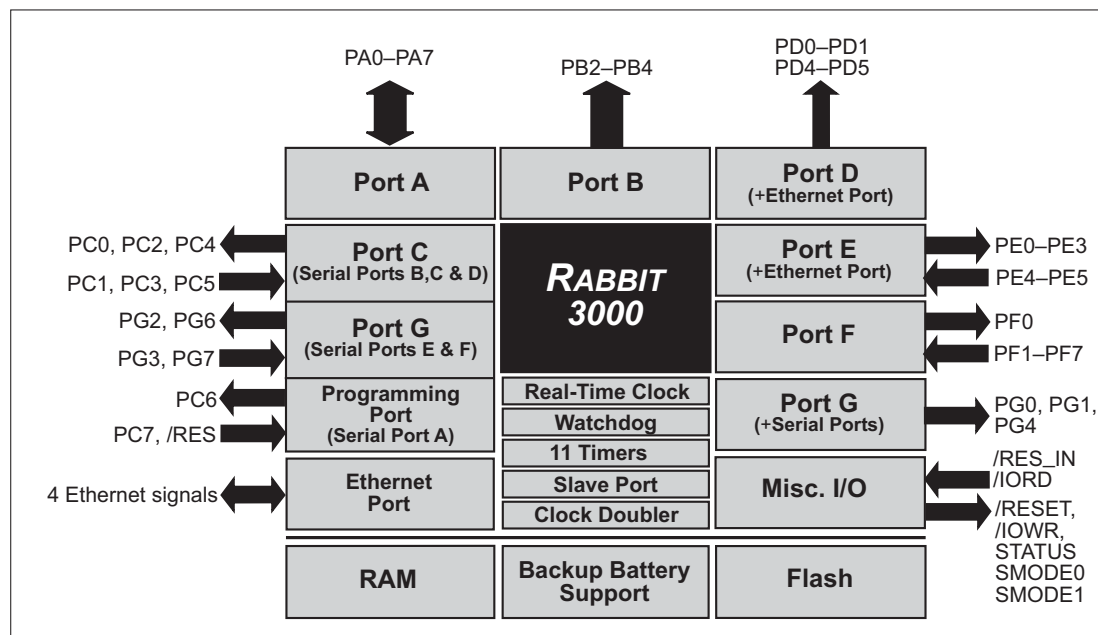 PA0–PA7
PB2–PB4
PD0–PD1
PD4–PD5
Port A
Port B
Port D
(+Ethernet Port)
PC0, PC2, PC4
PC1, PC3, PC5
Port C
(Serial Ports B,C & D)
RABBIT
3000
Port E
(+Ethernet Port)
PE0–PE3
PE4–PE5
PG2, PG6
PG3, PG7
Port G
(Serial Ports E & F)
Port F
PF0
PF1–PF7
PC6
PC7, /RES
Programming
Port
(Serial Port A)
Real-Time Clock
Watchdog
11 Timers
Slave Port
Clock Doubler
Port G
(+Serial Ports)
PG0, PG1,
PG4
4 Ethernet signals
Ethernet
Port
Misc. I/O
/RES_IN
/IORD
/RESET,
/IOWR,
STATUS
SMODE0
SMODE1
RAM
Backup Battery
Support
Flash